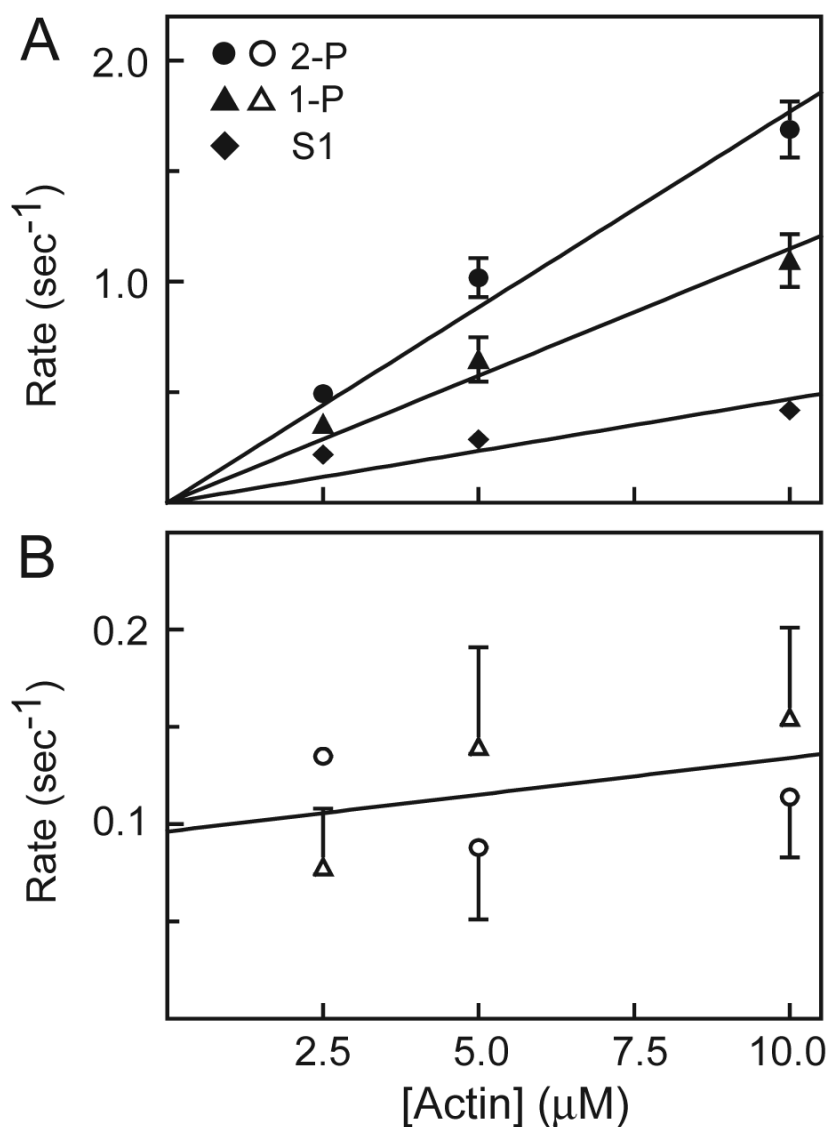 A
2.0
2-P
1-P
S1
1.0
Rate (sec⁻¹)
B
0.2
0.1
Rate (sec⁻¹)
2.5 5.0 7.5 10.0
[Actin] (μM)